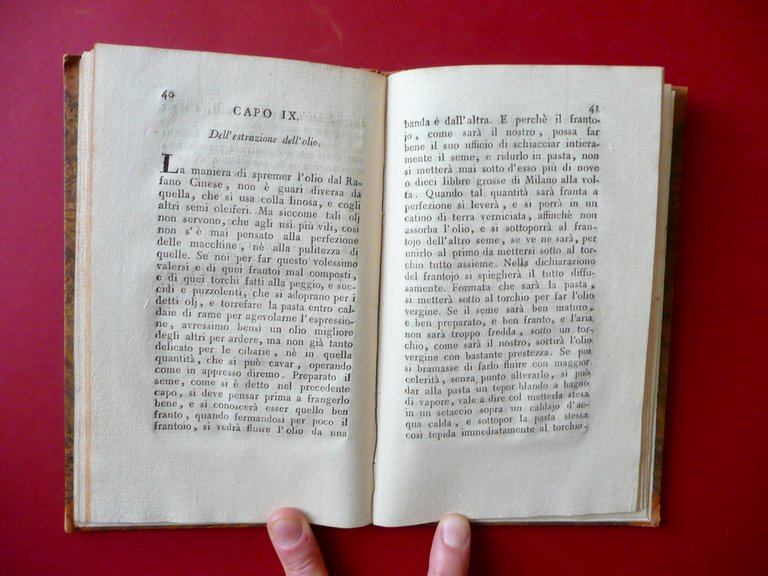 40
CAPO IX.
Dell'estrazione dell'olio.
La maniera di spremer l'olio dal Ra-
fano Cinese, non è guari diversa da
quella, che si usa colla linosa, e cogli
altri semi oleiferi. Ma siccome tali olj
non servono, che agli usi più vili, così
non s'è mai pensato alla perfezione
delle macchine, nè alla pulitezza di
quelle. Se noi per far questo volessimo
valersi e di quei frantoi mal composti,
e di quei torchi fatti alla peggio, e suc-
cidi e puzzolenti, che si adoprano per i
detti olj, e torrefare la pasta entro cal-
daje di rame per agevolarne l'espressio-
ne, avressimo bensì un olio migliore
degli altri per ardere, ma non già tanto
delicato per le cibarie, nè in quella
quantità, che si può cavar, operando
come in appresso diremo. Preparato il
seme, come si è detto nel precedente
capo, si deve pensar prima a frangerlo
bene, e si conoscerà esser quello ben
franto, quando fermandosi per poco il
frantoio, si vedrà fluire l'olio da una
41
banda e dall'altra. E perchè il franto-
jo, come sarà il nostro, possa far
bene il suo ufficio di schiacciar intiera-
mente il seme, e ridurlo in pasta, non
si metterà mai sott'esso più di nove
o dieci libbre grosse di Milano alla vol-
ta. Quando tal quantità sarà franta a
perfezione si leverà, e si porrà in un
catino di terra verniciata, affinchè non
assorba l'olio, e si sottoporrà al fran-
tojo dell'altro seme, se ve ne sarà, per
unirlo al primo da mettersi sotto al tor-
chio tutto assieme. Nella dichiarazione
del frantojo si spiegherà il tutto diffu-
samente. Formata che sarà la pasta,
si metterà sotto al torchio per far l'olio
vergine. Se il seme sarà ben maturo,
e ben preparato, e ben franto, e l'aria
non sarà troppo fredda, sotto un tor-
chio, come sarà il nostro, sortirà l'olio
vergine con bastante prestezza. Se poi
si bramasse di farlo fluire con maggior
celerità, senza punto alterarlo, si può
dar alla pasta un tepor blando a bagno
di vapore, vale a dire col metterla stesa
in un setaccio sopra un caldajo d'ac-
qua calda, e sottopor la pasta stessa
così tepida immediatamente al torchio.